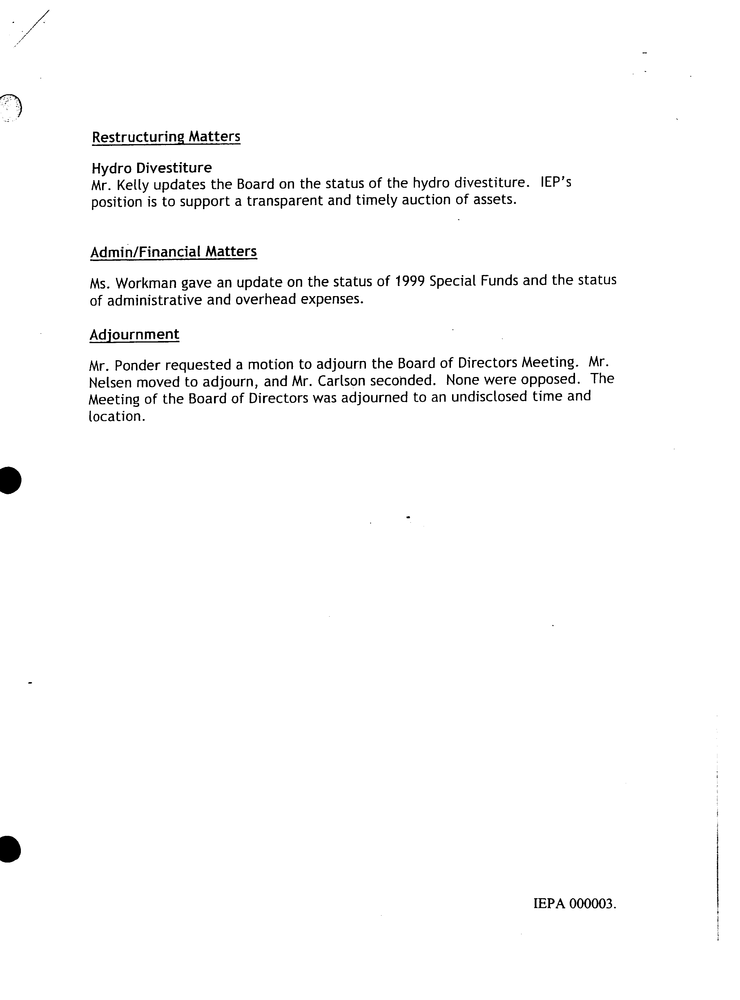 Restructuring Matters
Hydro Divestiture
Mr. Kelly updates the Board on the status of the hydro divestiture. IEP's
position is to support a transparent and timely auction of assets.
Admin/Financial Matters
Ms. Workman gave an update on the status of 1999 Special Funds and the status
of administrative and overhead expenses.
Adjournment
Mr. Ponder requested a motion to adjourn the Board of Directors Meeting. Mr.
Nelsen moved to adjourn, and Mr. Carlson seconded. None were opposed. The
Meeting of the Board of Directors was adjourned to an undisclosed time and
location.
IEPA 000003.